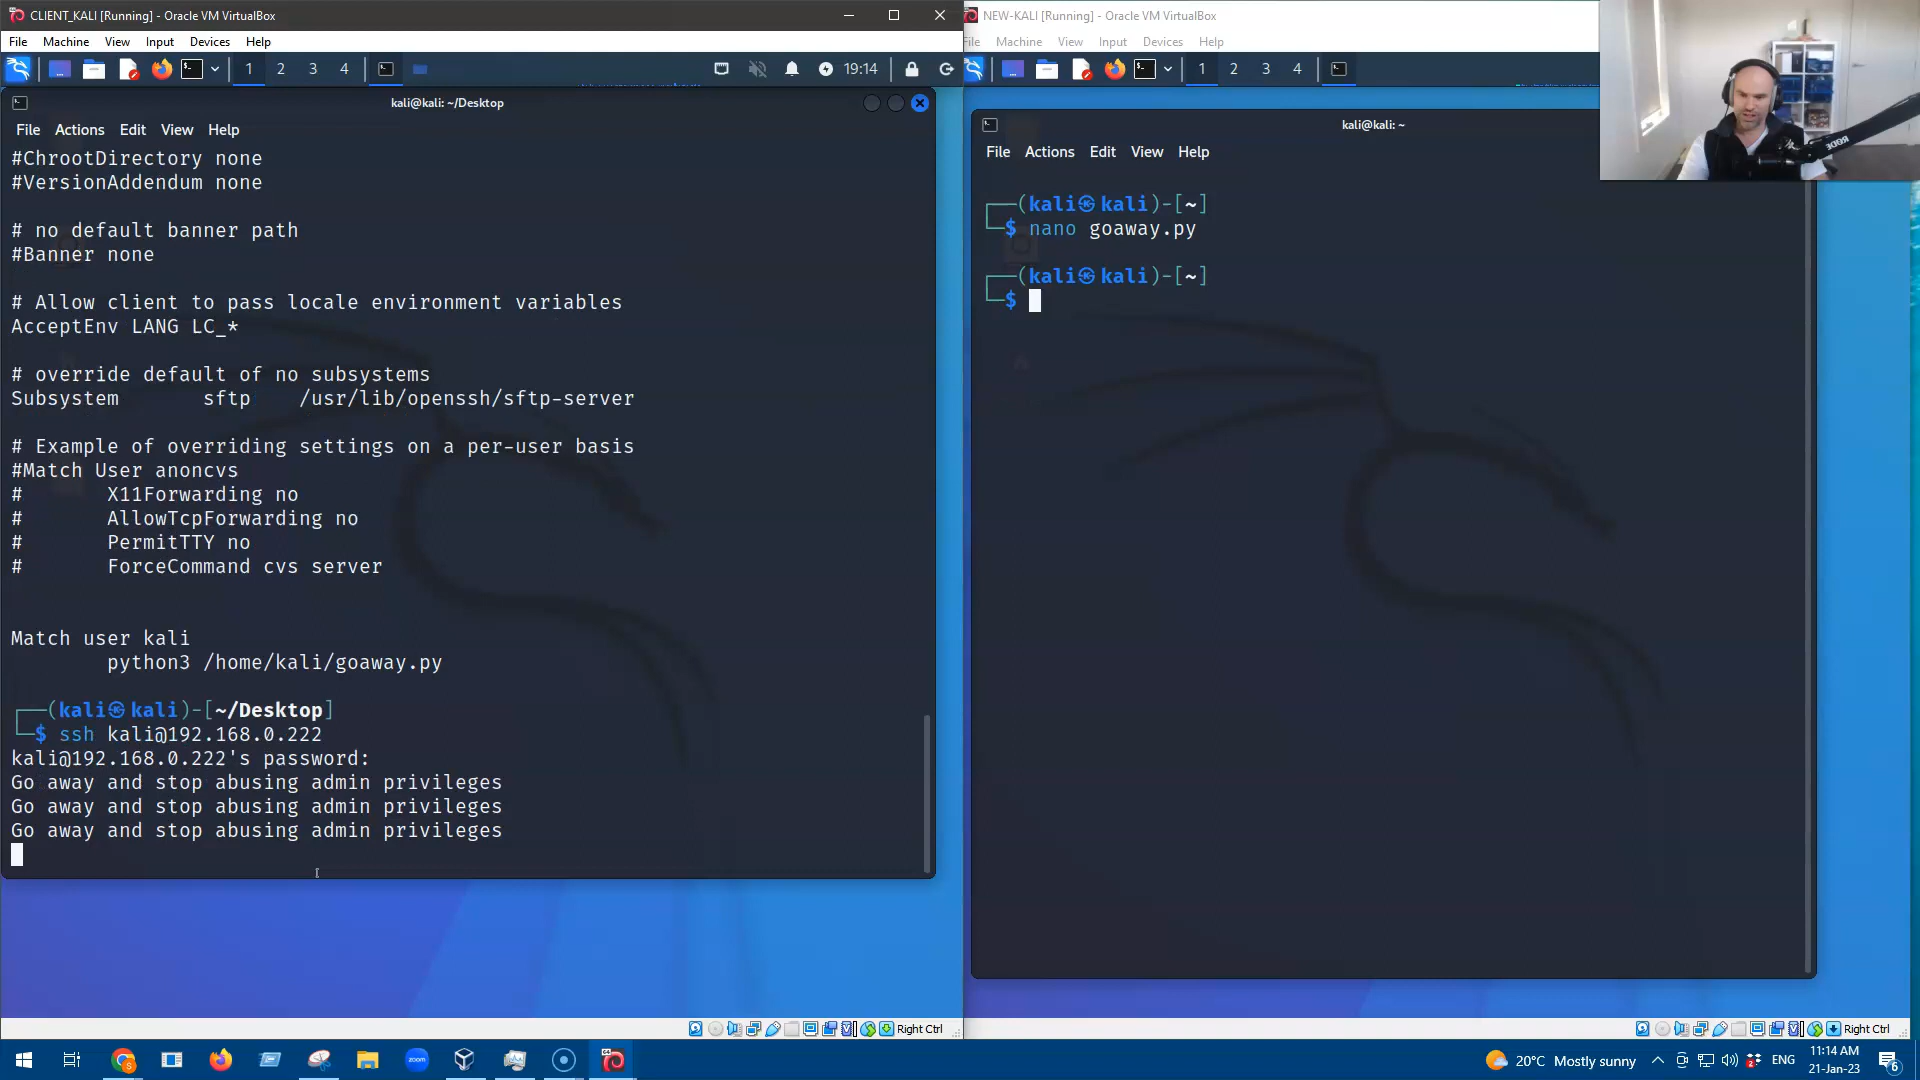 CLIENT_KALI [Running] - Oracle VM VirtualBox
File Machine View Input Devices Help
1 2 3 4 19:14
kali@kali: ~/Desktop
File Actions Edit View Help
#ChrootDirectory none
#VersionAddendum none
# no default banner path
#Banner none
# Allow client to pass locale environment variables
AcceptEnv LANG LC_*
# override default of no subsystems
Subsystem sftp /usr/lib/openssh/sftp-server
# Example of overriding settings on a per-user basis
#Match User anoncvs
# X11Forwarding no
# AllowTcpForwarding no
# PermitTTY no
# ForceCommand cvs server
Match user kali
python3 /home/kali/goaway.py
(kali㉿kali)-[~/Desktop]
$ ssh kali@192.168.0.222
kali@192.168.0.222's password:
Go away and stop abusing admin privileges
Go away and stop abusing admin privileges
Go away and stop abusing admin privileges
Right Ctrl
NEW-KALI [Running] - Oracle VM VirtualBox
File Machine View Input Devices Help
1 2 3 4
kali@kali: ~
File Actions Edit View Help
(kali㉿kali)-[~]
$ nano goaway.py
(kali㉿kali)-[~]
$
RODE
Right Ctrl
zoom
20°C Mostly sunny
ENG
11:14 AM
21-Jan-23
6